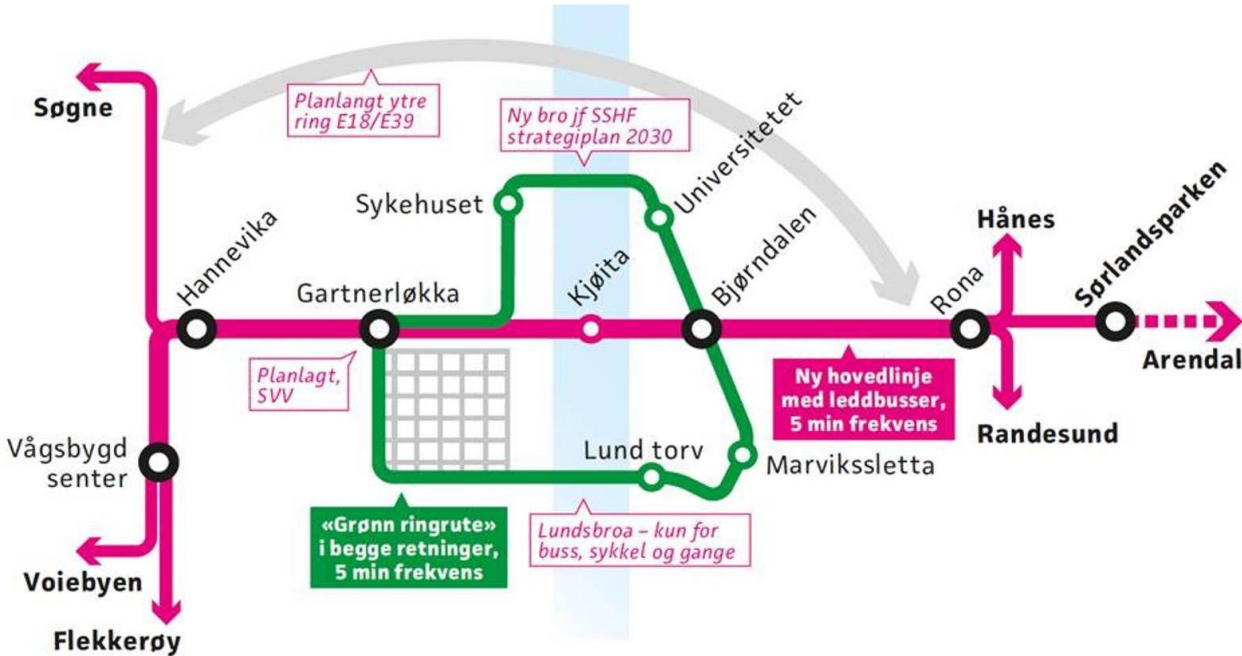 Søgne
Planlangt ytre
ring E18/E39
Ny bro jf SSHF
strategiplan 2030
Sykehuset
Universitetet
Hannevika
Gartnerløkka
Kjøita
Bjørndalen
Rona
Hånes
Sørlandsparken
Arendal
Planlagt,
SVV
Ny hovedlinje
med leddbusser,
5 min frekvens
Randesund
Vågsbygd
senter
Lund torv
Marvikssletta
«Grønn ringrute»
i begge retninger,
5 min frekvens
Lundsbroa – kun for
buss, sykkel og gange
Voiebyen
Flekkerøy